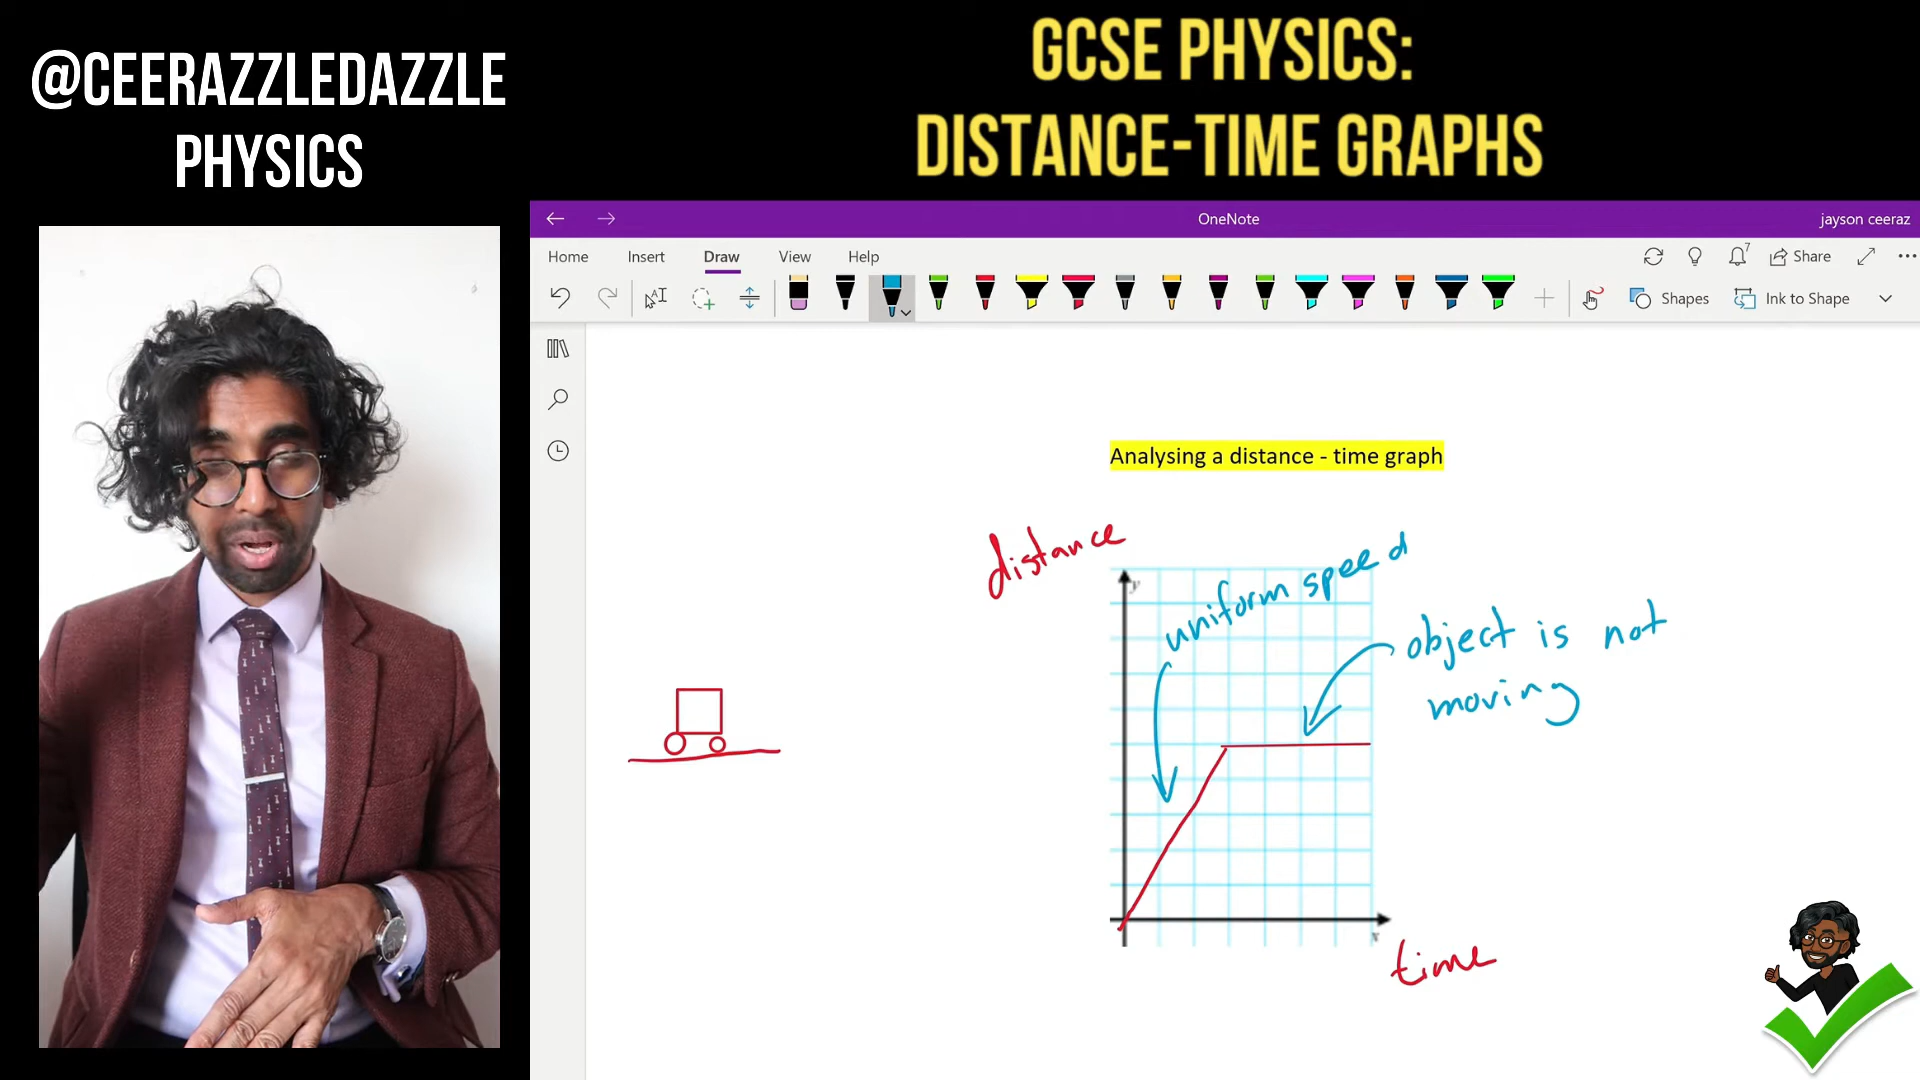 @CEERAZZLEDAZZLE
PHYSICS
GCSE PHYSICS:
DISTANCE-TIME GRAPHS
OneNote
jayson ceeraz
Home Insert Draw View Help
7 Share
Shapes Ink to Shape
Analysing a distance - time graph
distance
y
uniform speed
object is not
moving
x
time